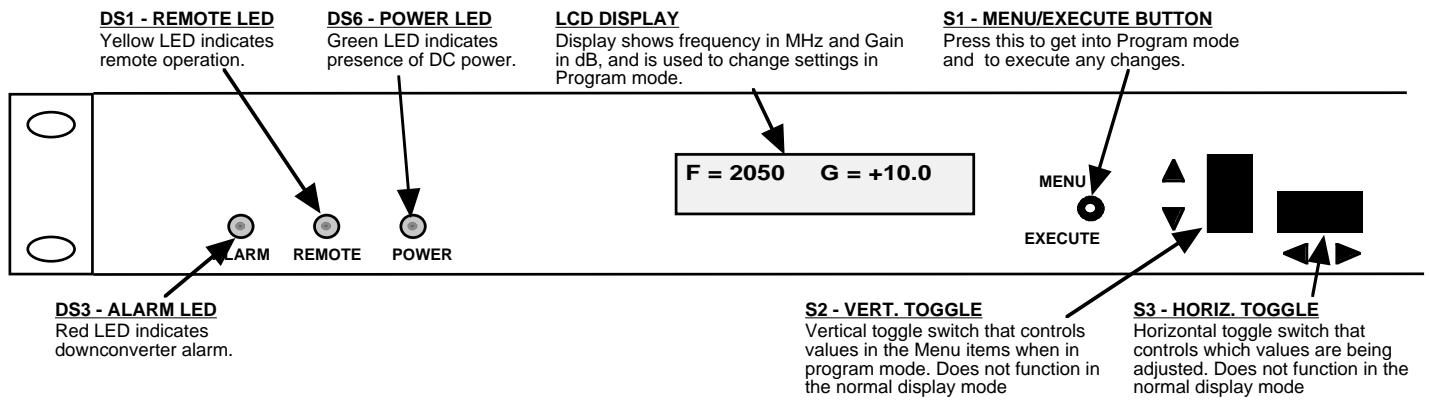 DS1 - REMOTE LED
Yellow LED indicates
remote operation.
DS6 - POWER LED
Green LED indicates
presence of DC power.
LCD DISPLAY
Display shows frequency in MHz and Gain
in dB, and is used to change settings in
Program mode.
S1 - MENU/EXECUTE BUTTON
Press this to get into Program mode
and to execute any changes.
F = 2050 G = +10.0
MENU
EXECUTE
ALARM
REMOTE
POWER
DS3 - ALARM LED
Red LED indicates
downconverter alarm.
S2 - VERT. TOGGLE
Vertical toggle switch that controls
values in the Menu items when in
program mode. Does not function in
the normal display mode
S3 - HORIZ. TOGGLE
Horizontal toggle switch that
controls which values are being
adjusted. Does not function in the
normal display mode